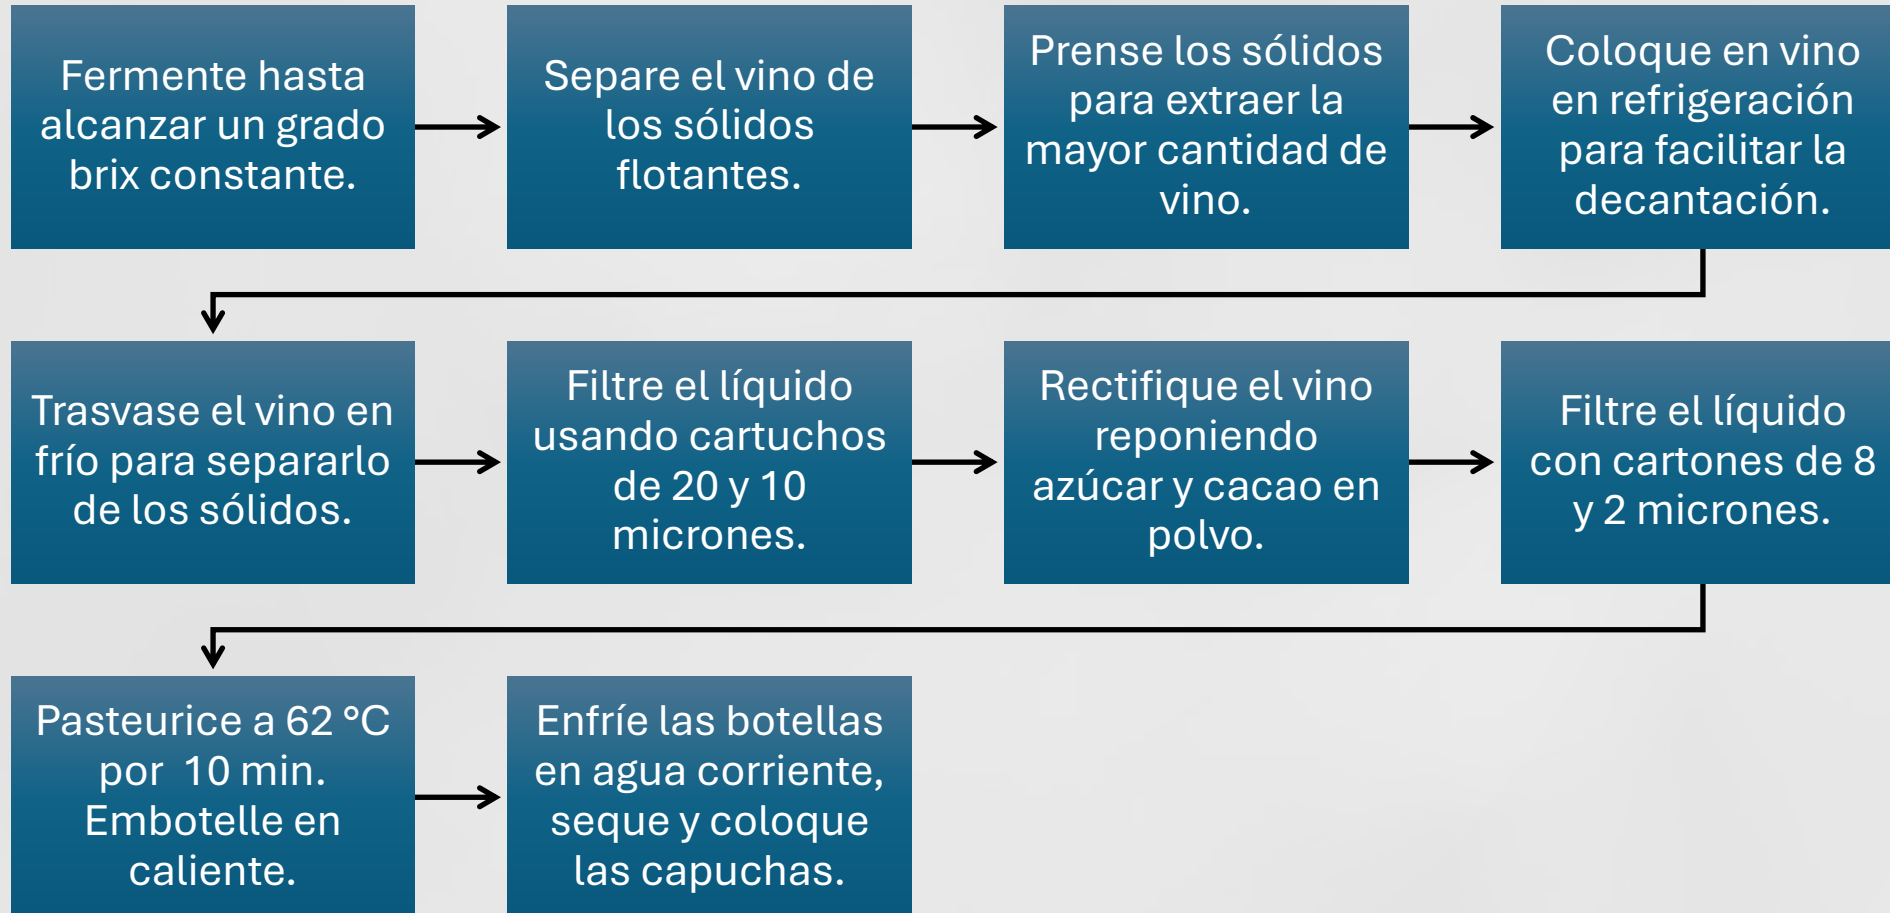 Fermente hasta
alcanzar un grado
brix constante.
Separe el vino de
los sólidos
flotantes.
Prense los sólidos
para extraer la
mayor cantidad de
vino.
Coloque en vino
en refrigeración
para facilitar la
decantación.
Trasvase el vino en
frío para separarlo
de los sólidos.
Filtre el líquido
usando cartuchos
de 20 y 10
micrones.
Rectifique el vino
reponiendo
azúcar y cacao en
polvo.
Filtre el líquido
con cartones de 8
y 2 micrones.
Pasteurice a 62 °C
por  10 min.
Embotelle en
caliente.
Enfríe las botellas
en agua corriente,
seque y coloque
las capuchas.